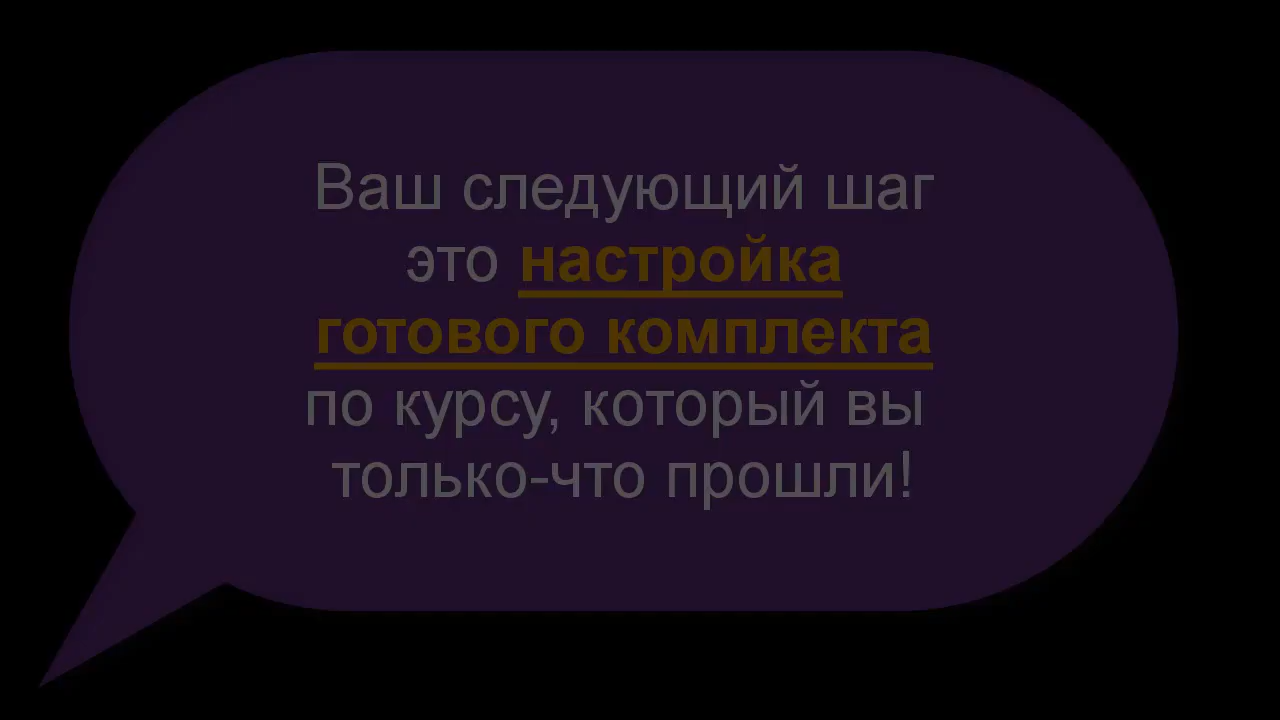 Ваш следующий шаг
это настройка
готового комплекта
по курсу, который вы
только-что прошли!